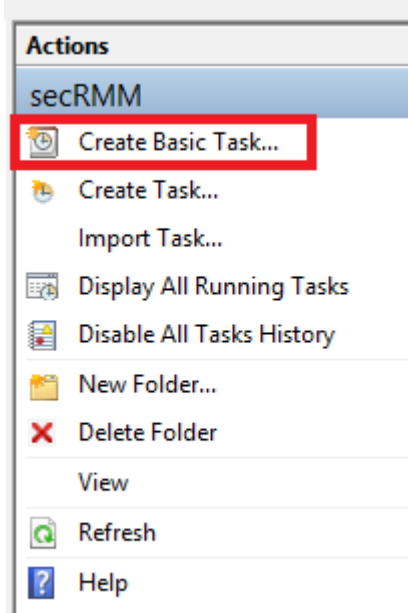 Actions
secRMM
Create Basic Task...
Create Task...
Import Task...
Display All Running Tasks
Disable All Tasks History
New Folder...
Delete Folder
View
Refresh
Help